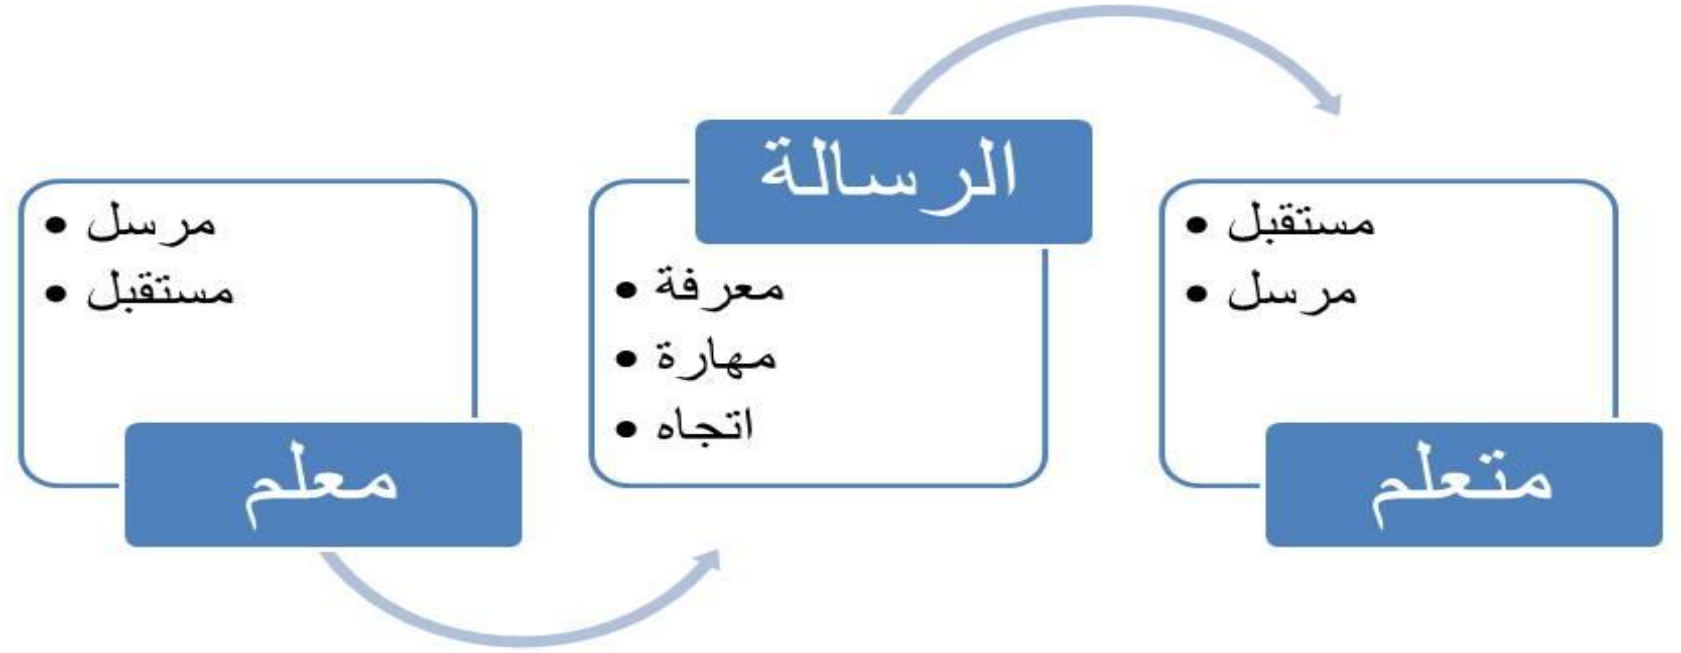 مرسل
مستقبل
معلم
الرسالة
معرفة
مهارة
اتجاه
مستقبل
مرسل
متعلم